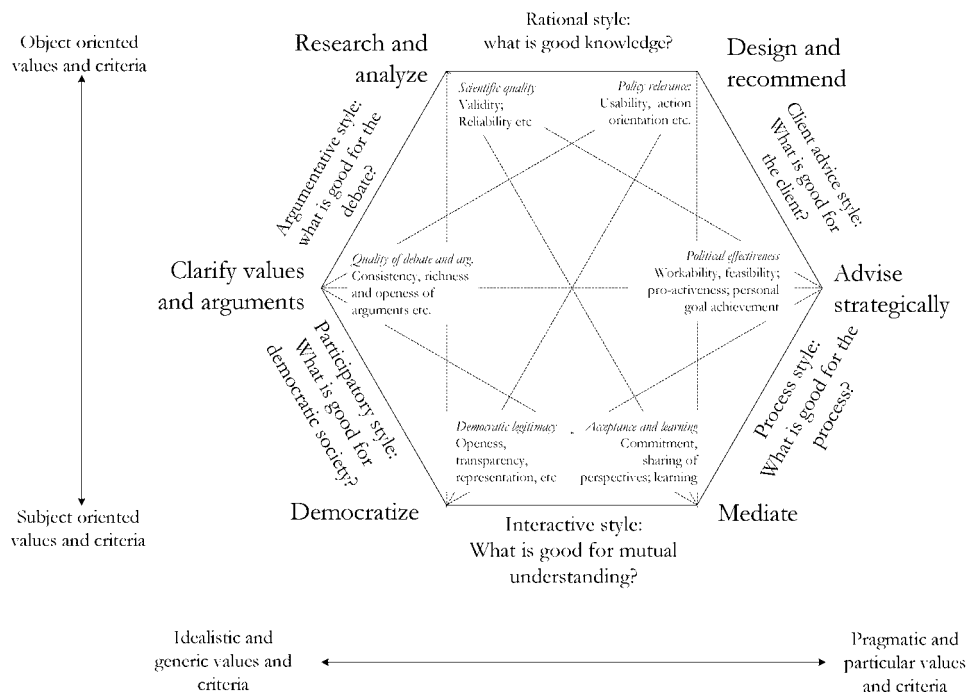 Object oriented
values and criteria
Research and
analyze
Rational style:
what is good knowledge?
Design and
recommend
Scientific quality
Validity;
Reliability etc
Policy relevance:
Usability, action
orientation etc.
Argumentative style:
what is good for the
debate?
Client advice style:
What is good for
the client?
Clarify values
and arguments
Quality of debate and arg.
Consistency, richness
and openess of
arguments etc.
Political effectiveness
Workability, feasibility;
pro-activeness; personal
goal achievement
Advise
strategically
Participatory style:
What is good for
democratic society?
Process style:
What is good for the
process?
Democratic legitimacy
Openess,
transparency,
representation, etc
Acceptance and learning
Commitment,
sharing of
perspectives; learning
Subject oriented
values and criteria
Democratize
Interactive style:
What is good for mutual
understanding?
Mediate
Idealistic and
generic values and
criteria
Pragmatic and
particular values
and criteria